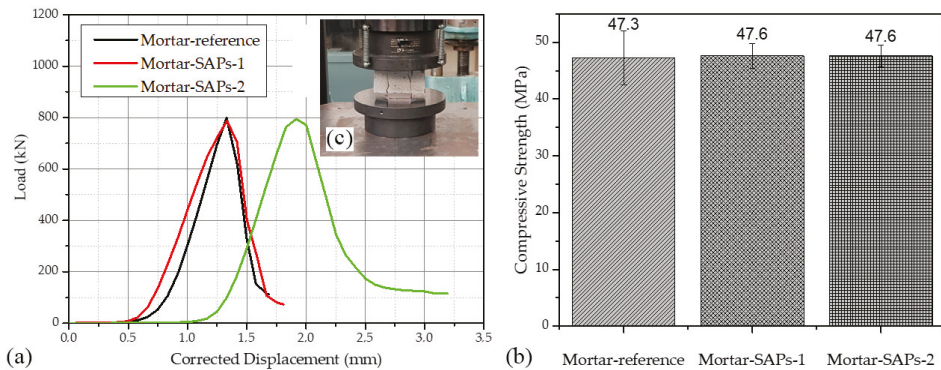 1200
1000
800
600
400
200
0
Load (kN)
Mortar-reference
Mortar-SAPs-1
Mortar-SAPs-2
(c)
0.0 0.5 1.0 1.5 2.0 2.5 3.0 3.5
Corrected Displacement (mm)
(a)
50
40
30
20
10
0
Compressive Strength (MPa)
47.3 47.6 47.6
Mortar-reference Mortar-SAPs-1 Mortar-SAPs-2
(b)